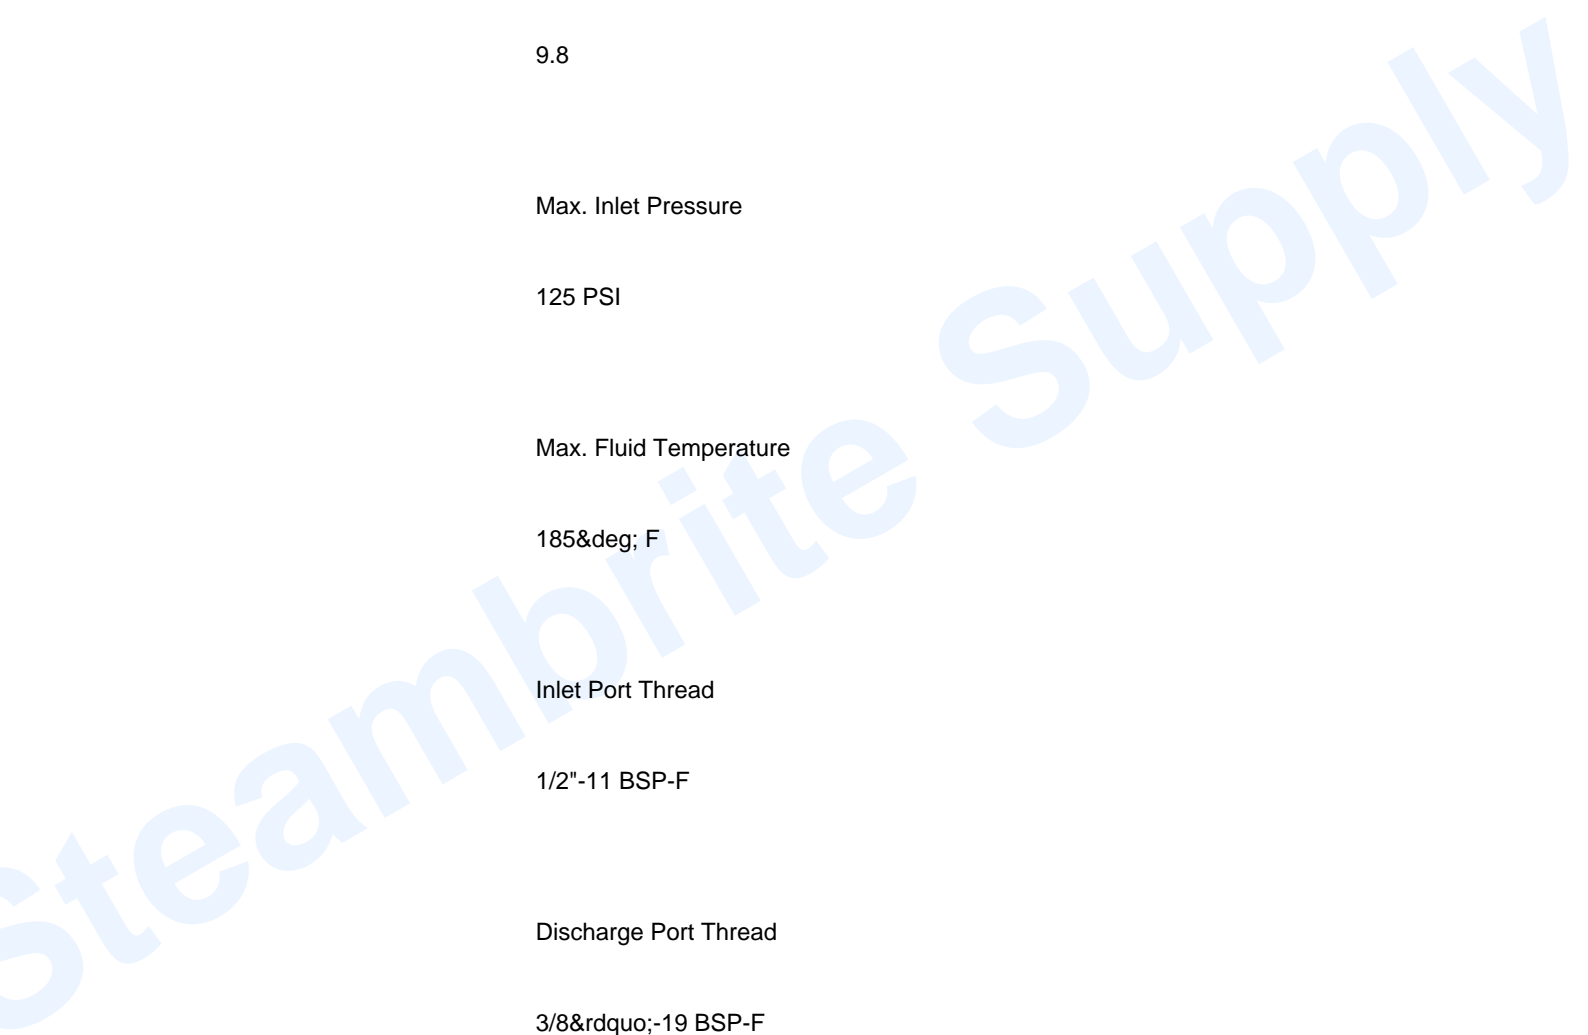 9.8
Max. Inlet Pressure
125 PSI
Max. Fluid Temperature
185&deg; F
Inlet Port Thread
1/2"-11 BSP-F
Discharge Port Thread
3/8&rdquo;-19 BSP-F
Steambrite Supply